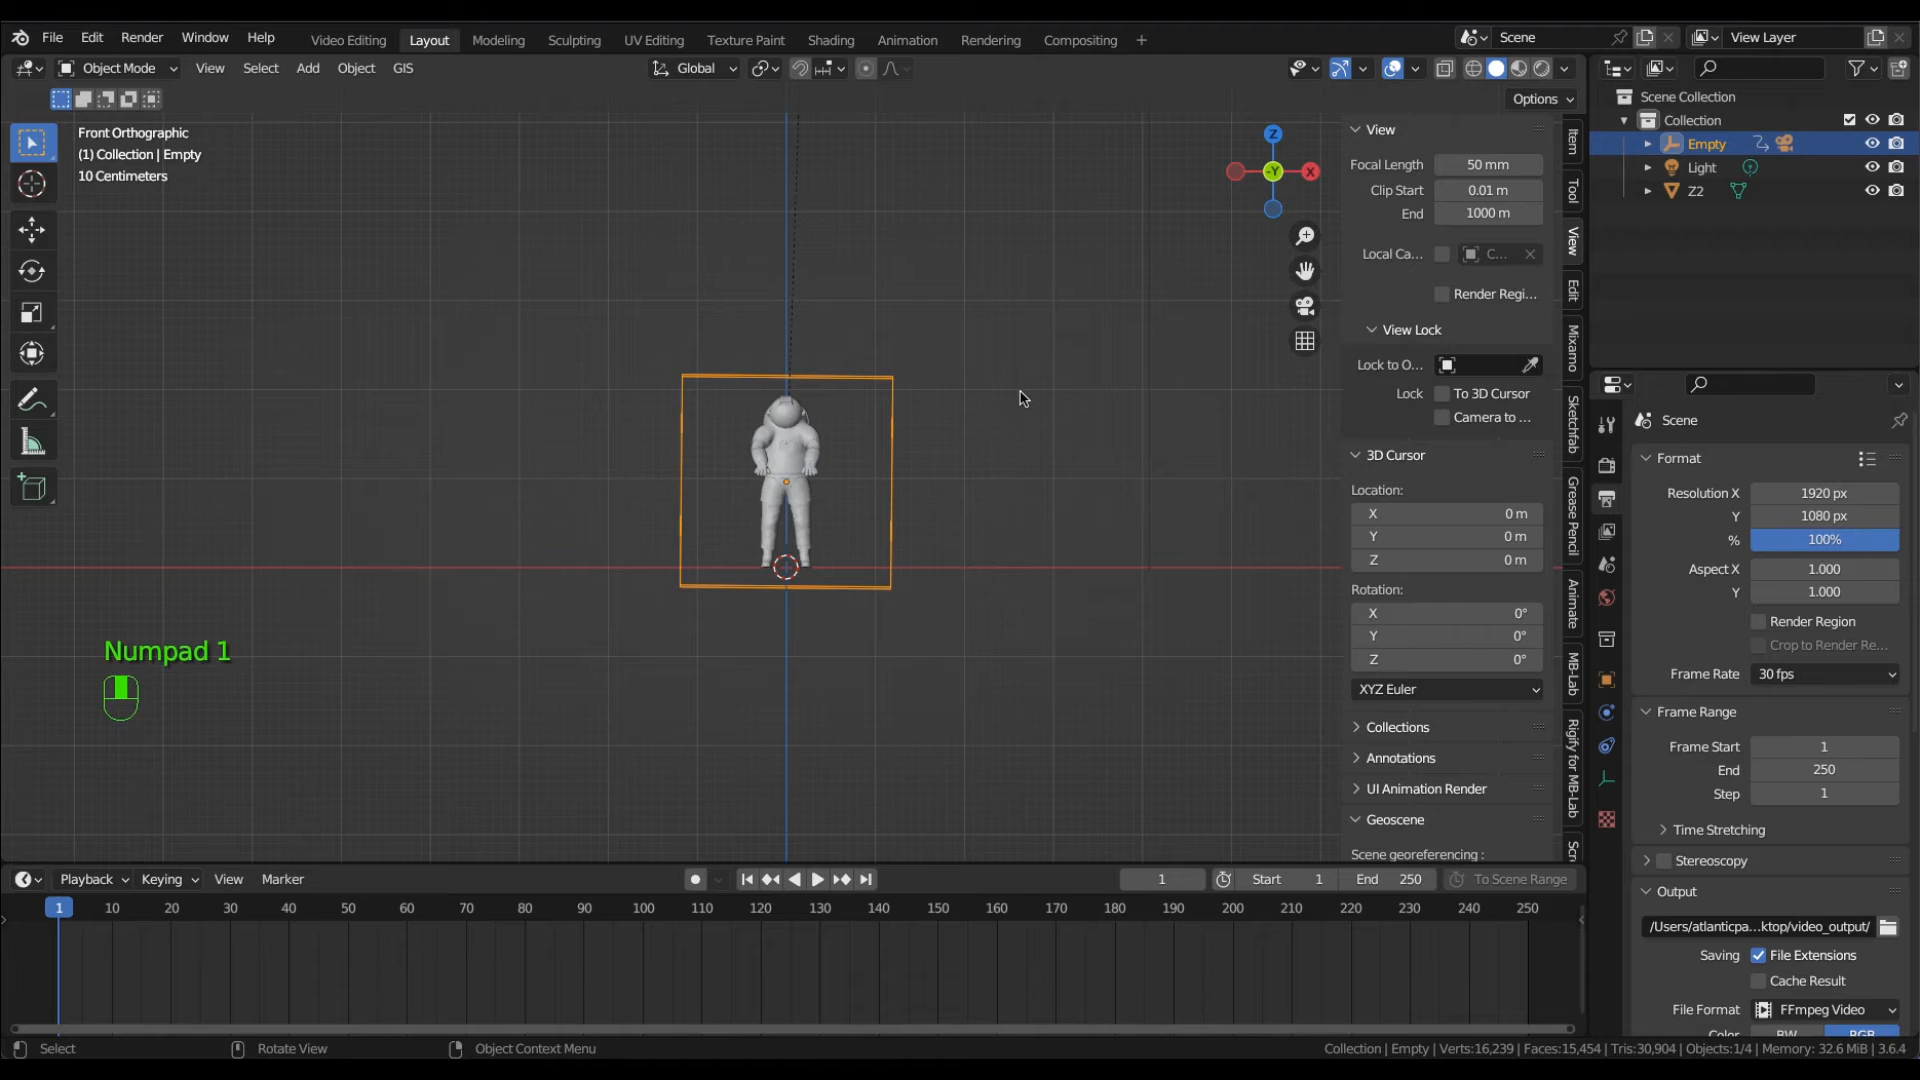 File Edit Render Window Help Video Editing Layout Modeling Sculpting UV Editing Texture Paint Shading Animation Rendering Compositing + Scene View Layer
Object Mode View Select Add Object GIS Global
Options
Front Orthographic
(1) Collection | Empty
10 Centimeters
Z
-Y
X
View
Focal Length 50 mm
Clip Start 0.01 m
End 1000 m
Local Ca... C...
Render Regi...
View Lock
Lock to O...
Lock To 3D Cursor
Camera to ...
3D Cursor
Location:
X 0 m
Y 0 m
Z 0 m
Rotation:
X 0°
Y 0°
Z 0°
XYZ Euler
Collections
Annotations
UI Animation Render
Geoscene
Scene georeferencing :
Item
Tool
View
Edit
Mixamo
Sketchfab
Grease Pencil
Animate
MB-Lab
Rigify for MB-Lab
Scr
Scene Collection
Collection
Empty
Light
Z2
Scene
Format
Resolution X 1920 px
Y 1080 px
% 100%
Aspect X 1.000
Y 1.000
Render Region
Crop to Render Re...
Frame Rate 30 fps
Frame Range
Frame Start 1
End 250
Step 1
Time Stretching
Stereoscopy
Output
/Users/atlanticpa...ktop/video_output/
Saving File Extensions
Cache Result
File Format FFmpeg Video
Color BW RGB
Numpad 1
Playback Keying View Marker 1 Start 1 End 250 To Scene Range
1 10 20 30 40 50 60 70 80 90 100 110 120 130 140 150 160 170 180 190 200 210 220 230 240 250
Select Rotate View Object Context Menu Collection | Empty | Verts:16,239 | Faces:15,454 | Tris:30,904 | Objects:1/4 | Memory: 32.6 MiB | 3.6.4